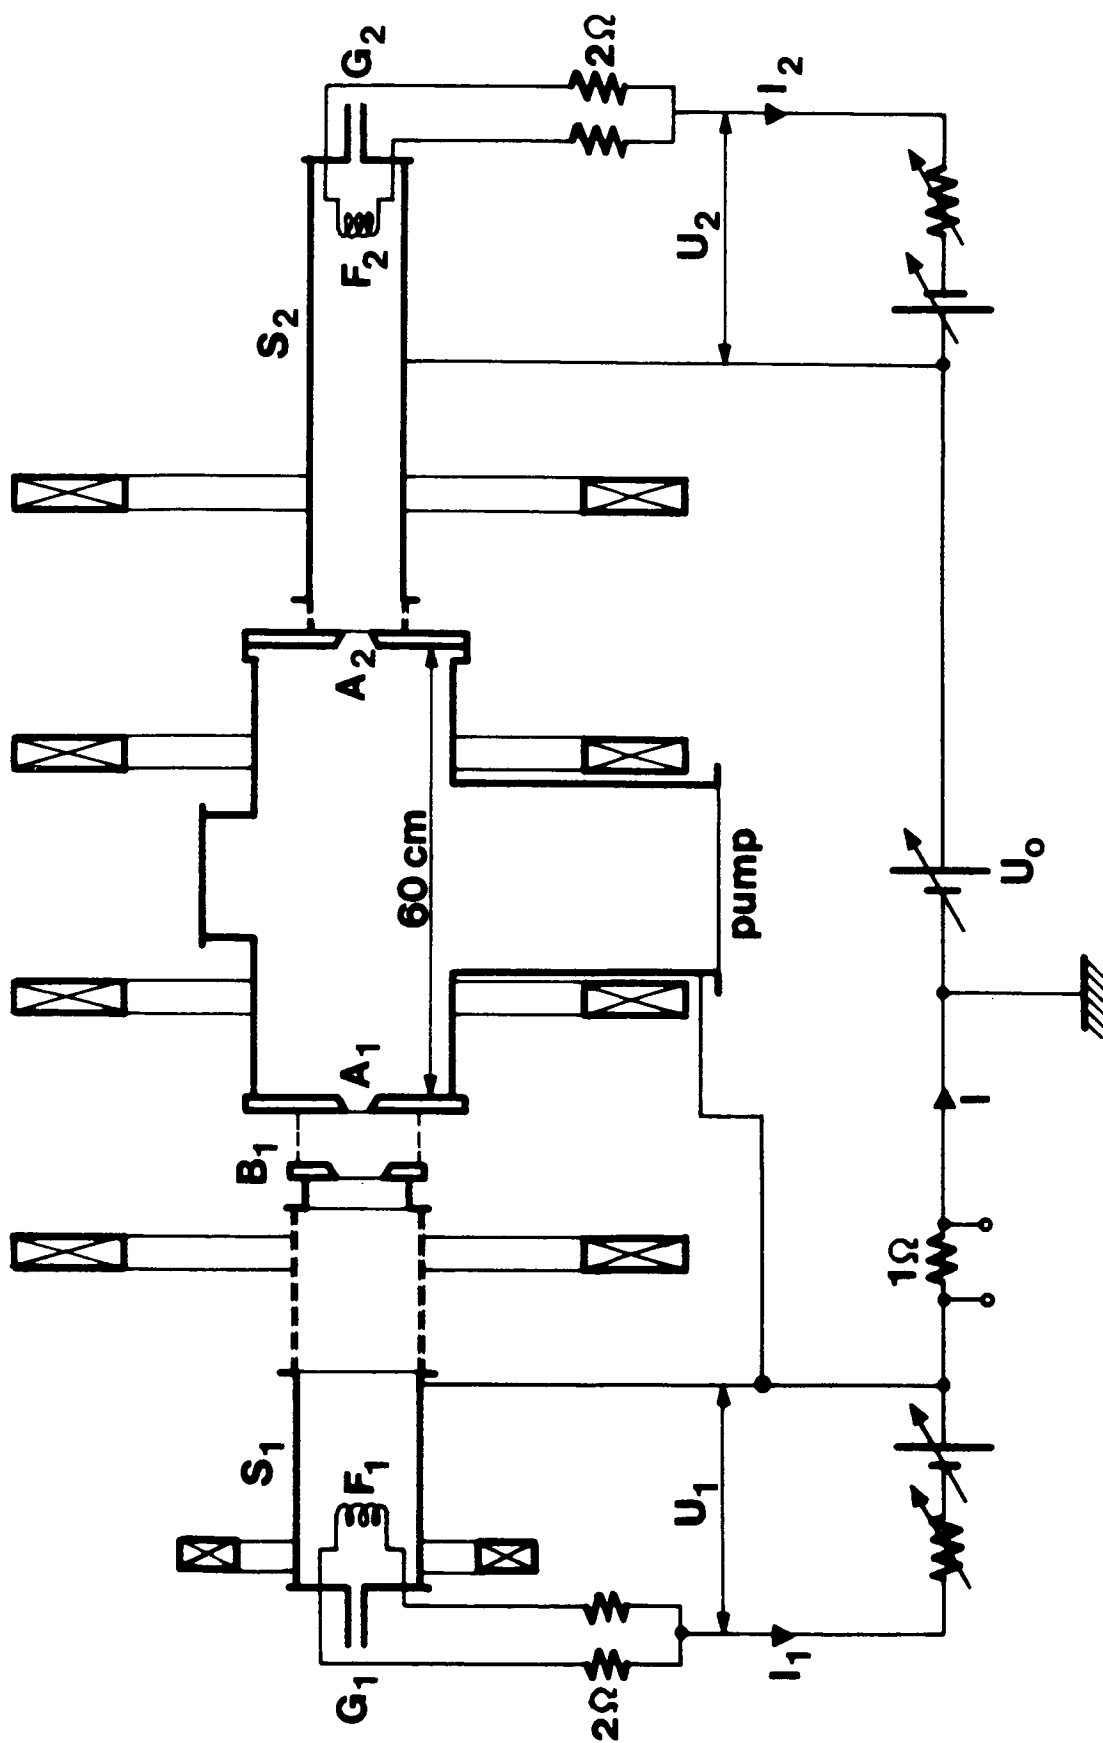 G₁
S₁
F₁
B₁
A₁
60 cm
A₂
S₂
F₂
G₂
2Ω
2Ω
I₁
U₁
pump
U₂
I₂
1Ω
I
U₀